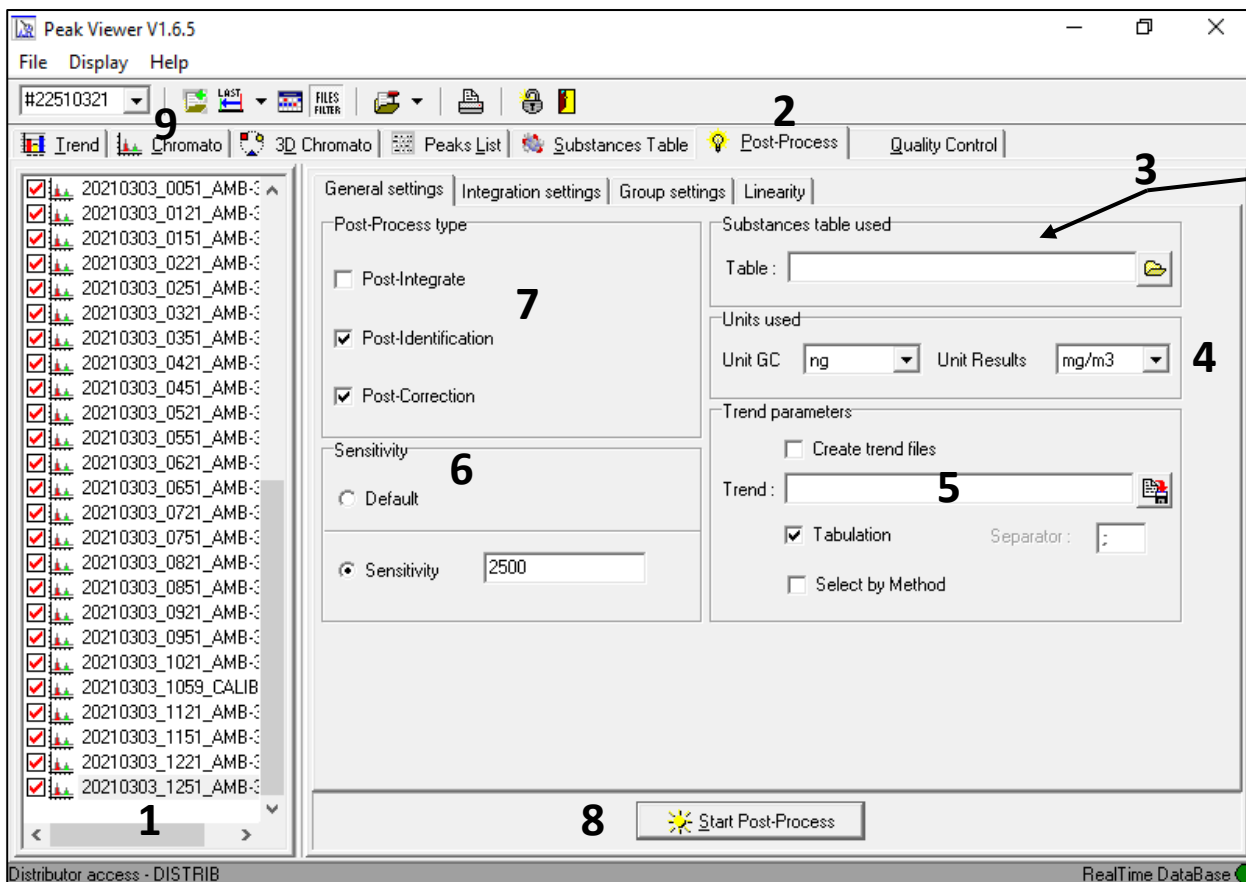 Peak Viewer V1.6.5
File Display Help
#22510321 LAST FILES FILTER
9 2
Trend Chromato 3D Chromato Peaks List Substances Table Post-Process Quality Control
3
20210303_0051_AMB-3
20210303_0121_AMB-3
20210303_0151_AMB-3
20210303_0221_AMB-3
20210303_0251_AMB-3
20210303_0321_AMB-3
20210303_0351_AMB-3
20210303_0421_AMB-3
20210303_0451_AMB-3
20210303_0521_AMB-3
20210303_0551_AMB-3
20210303_0621_AMB-3
20210303_0651_AMB-3
20210303_0721_AMB-3
20210303_0751_AMB-3
20210303_0821_AMB-3
20210303_0851_AMB-3
20210303_0921_AMB-3
20210303_0951_AMB-3
20210303_1021_AMB-3
20210303_1059_CALIB
20210303_1121_AMB-3
20210303_1151_AMB-3
20210303_1221_AMB-3
20210303_1251_AMB-3
1
General settings Integration settings Group settings Linearity
Post-Process type
Post-Integrate
7
Post-Identification
Post-Correction
Sensitivity
6
Default
Sensitivity 2500
Substances table used
Table :
Units used
Unit GC ng Unit Results mg/m3 4
Trend parameters
Create trend files
Trend : 5
Tabulation Separator : ;
Select by Method
8 Start Post-Process
Distributor access - DISTRIB RealTime DataBase